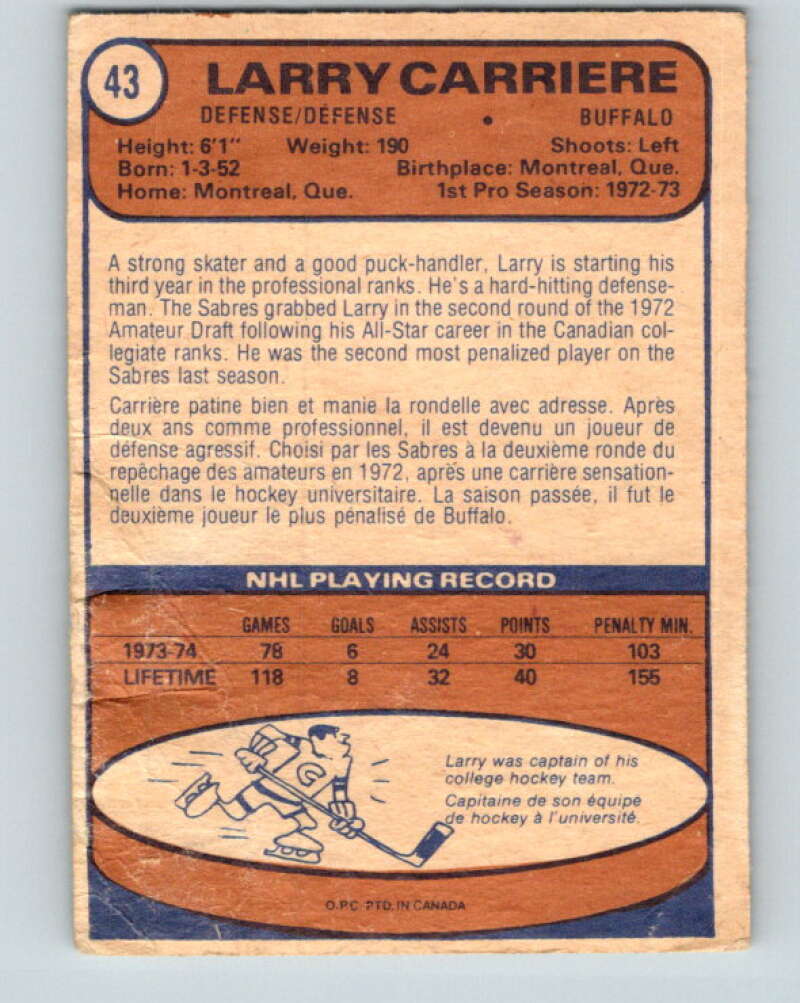 43
LARRY CARRIERE
DEFENSE/DÉFENSE • BUFFALO
Height: 6'1" Weight: 190 Shoots: Left
Born: 1-3-52 Birthplace: Montreal, Que.
Home: Montreal, Que. 1st Pro Season: 1972-73
A strong skater and a good puck-handler, Larry is starting his
third year in the professional ranks. He's a hard-hitting defense-
man. The Sabres grabbed Larry in the second round of the 1972
Amateur Draft following his All-Star career in the Canadian col-
legiate ranks. He was the second most penalized player on the
Sabres last season.
Carrière patine bien et manie la rondelle avec adresse. Après
deux ans comme professionnel, il est devenu un joueur de
défense agressif. Choisi par les Sabres à la deuxième ronde du
repêchage des amateurs en 1972, après une carrière sensation-
nelle dans le hockey universitaire. La saison passée, il fut le
deuxième joueur le plus pénalisé de Buffalo.
NHL PLAYING RECORD
GAMES GOALS ASSISTS POINTS PENALTY MIN.
1973-74 78 6 24 30 103
LIFETIME 118 8 32 40 155
C
Larry was captain of his
college hockey team.
Capitaine de son équipe
de hockey à l'université.
O.P.C. PTD. IN CANADA